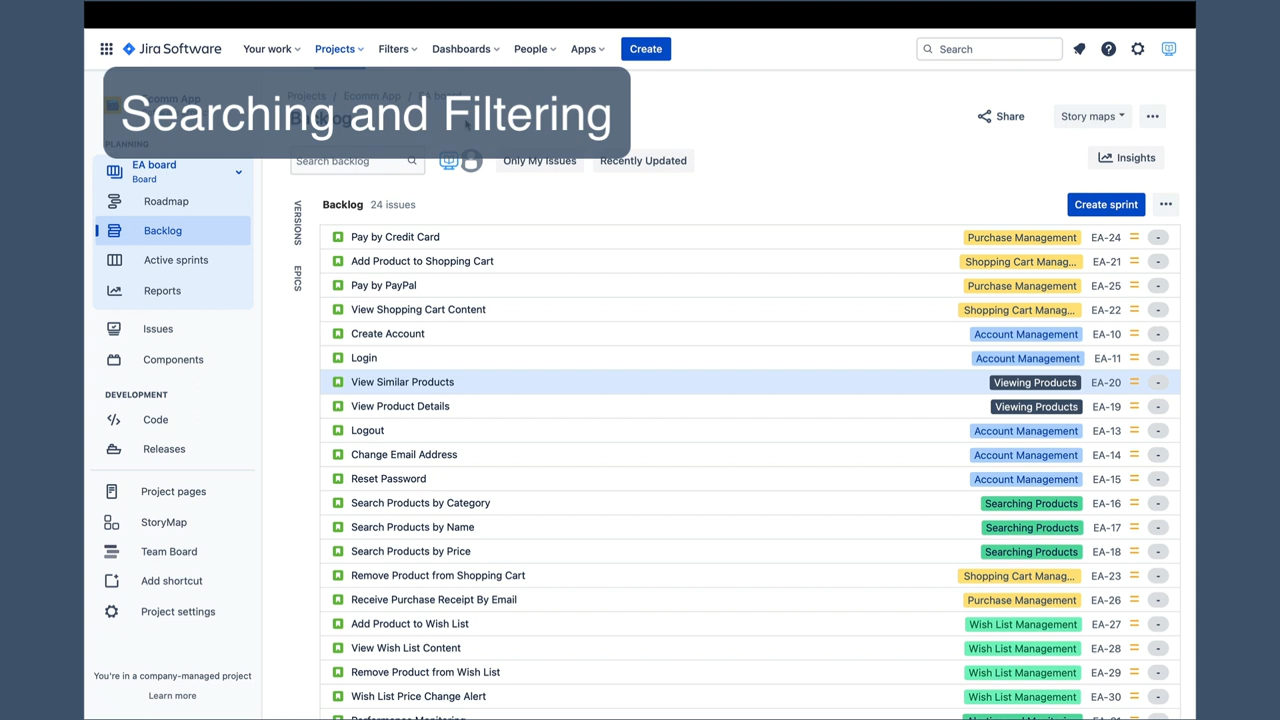 Jira Software
Your work
Projects
Filters
Dashboards
People
Apps
Create
Search
Searching and Filtering
Share
Story maps
Search backlog
Only My Issues
Recently Updated
Insights
EA board
Board
Roadmap
Backlog
Active sprints
Reports
Issues
Components
DEVELOPMENT
Code
Releases
Project pages
StoryMap
Team Board
Add shortcut
Project settings
You're in a company-managed project
Learn more
VERSIONS
EPICS
Backlog 24 issues
Create sprint
Pay by Credit Card Purchase Management EA-24 -
Add Product to Shopping Cart Shopping Cart Manag... EA-21 -
Pay by PayPal Purchase Management EA-25 -
View Shopping Cart Content Shopping Cart Manag... EA-22 -
Create Account Account Management EA-10 -
Login Account Management EA-11 -
View Similar Products Viewing Products EA-20 -
View Product Details Viewing Products EA-19 -
Logout Account Management EA-13 -
Change Email Address Account Management EA-14 -
Reset Password Account Management EA-15 -
Search Products by Category Searching Products EA-16 -
Search Products by Name Searching Products EA-17 -
Search Products by Price Searching Products EA-18 -
Remove Product from Shopping Cart Shopping Cart Manag... EA-23 -
Receive Purchase Receipt By Email Purchase Management EA-26 -
Add Product to Wish List Wish List Management EA-27 -
View Wish List Content Wish List Management EA-28 -
Remove Product from Wish List Wish List Management EA-29 -
Wish List Price Change Alert Wish List Management EA-30 -